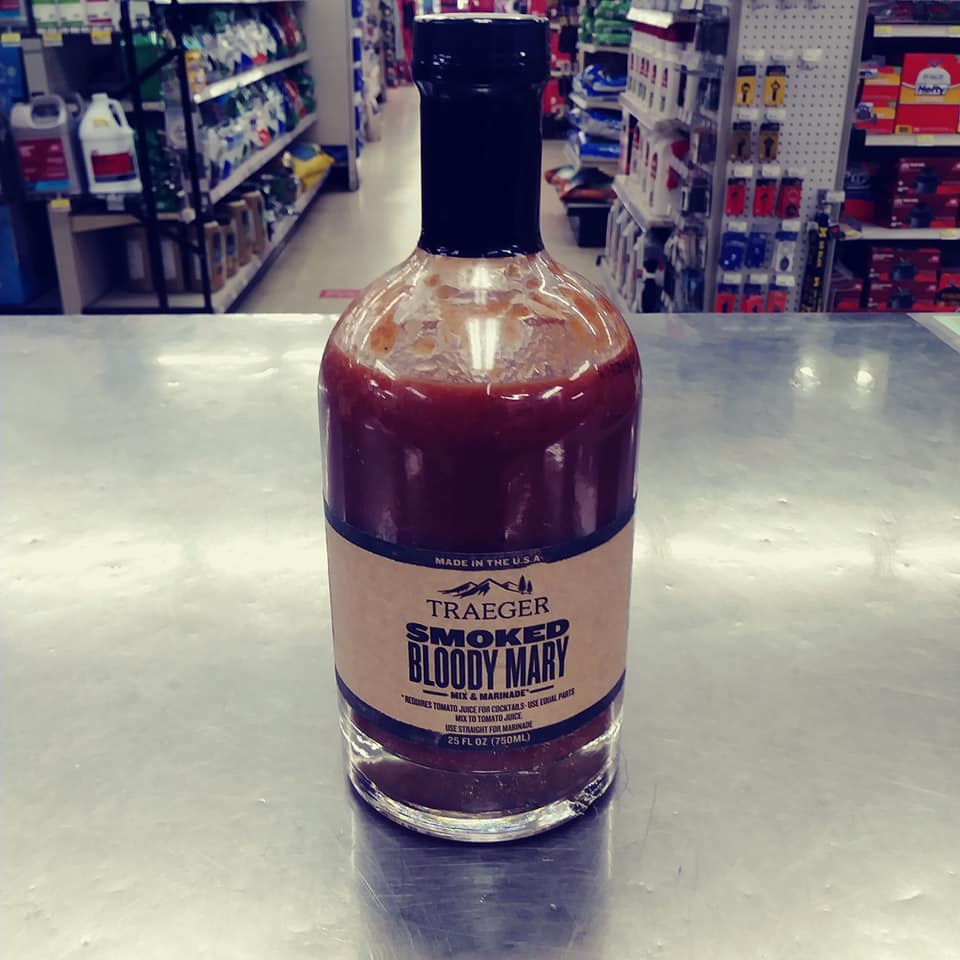 Hefty
MADE IN THE U.S.A
TRAEGER
SMOKED
BLOODY MARY
MIX & MARINADE*
*REQUIRES TOMATO JUICE FOR COCKTAILS- USE EQUAL PARTS
MIX TO TOMATO JUICE.
USE STRAIGHT FOR MARINADE
25 FL OZ (750ML)